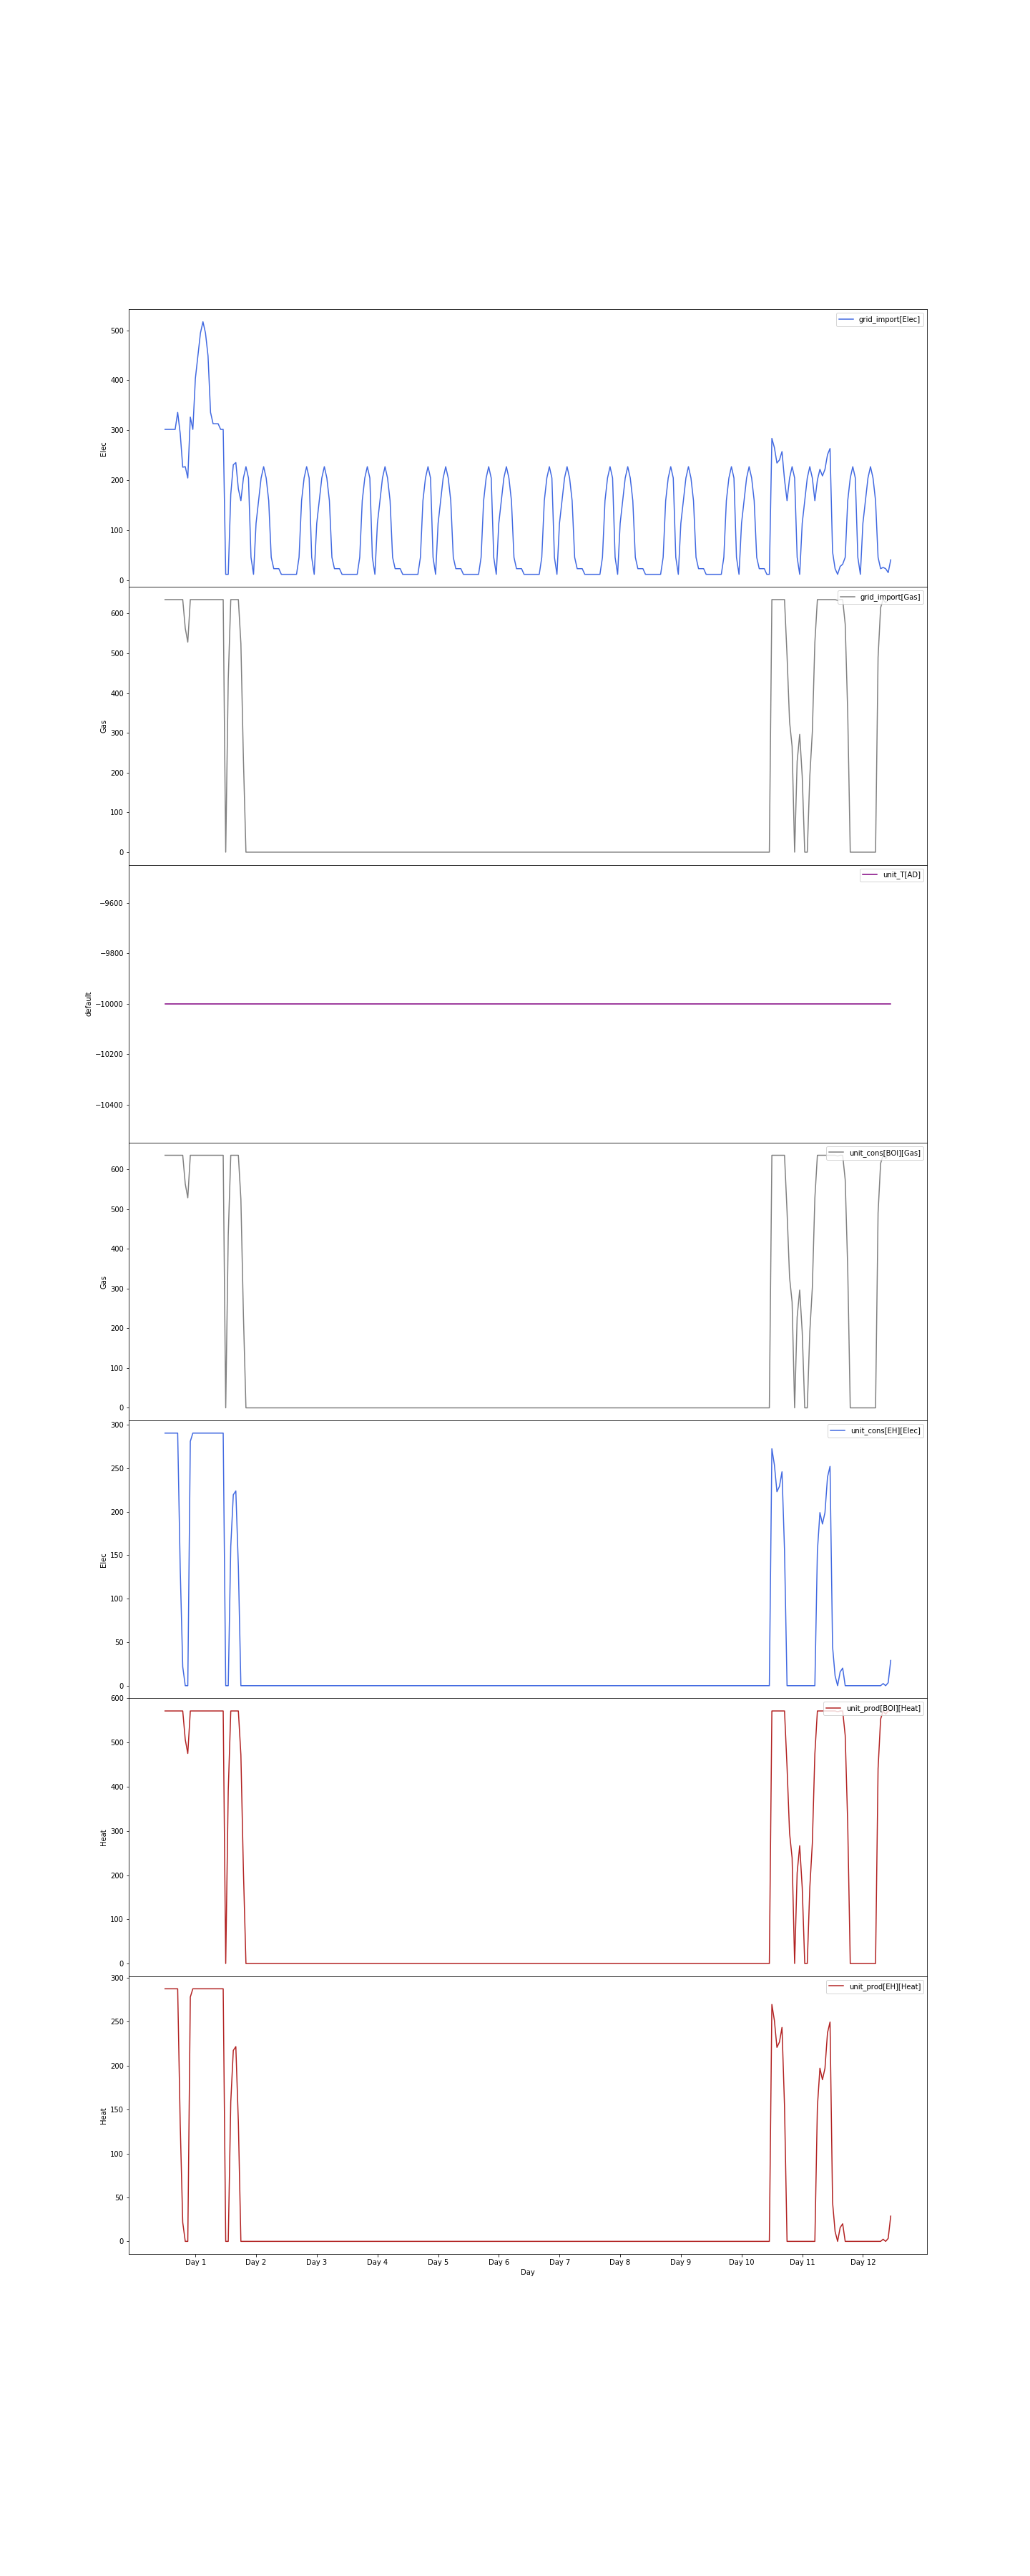 grid_import[Elec]
500
400
300
200
100
0
Elec
grid_import[Gas]
600
500
400
300
200
100
0
Gas
unit_T[AD]
−9600
−9800
−10000
−10200
−10400
default
unit_cons[BOI][Gas]
600
500
400
300
200
100
0
Gas
unit_cons[EH][Elec]
300
250
200
150
100
50
0
Elec
unit_prod[BOI][Heat]
600
500
400
300
200
100
0
Heat
unit_prod[EH][Heat]
300
250
200
150
100
50
0
Heat
Day 1 Day 2 Day 3 Day 4 Day 5 Day 6 Day 7 Day 8 Day 9 Day 10 Day 11 Day 12
Day